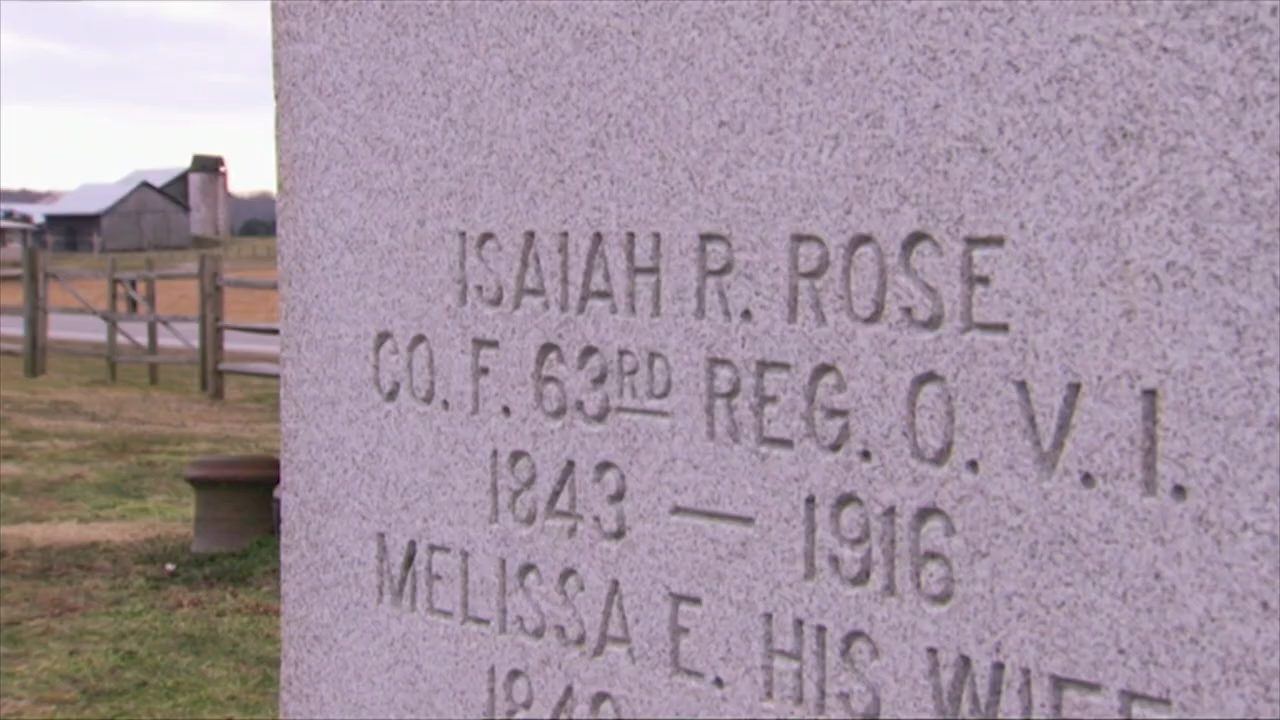 ISAIAH R. ROSE
CO. F. 63RD REG. O. V. I.
1843 — 1916
MELISSA E. HIS WIFE